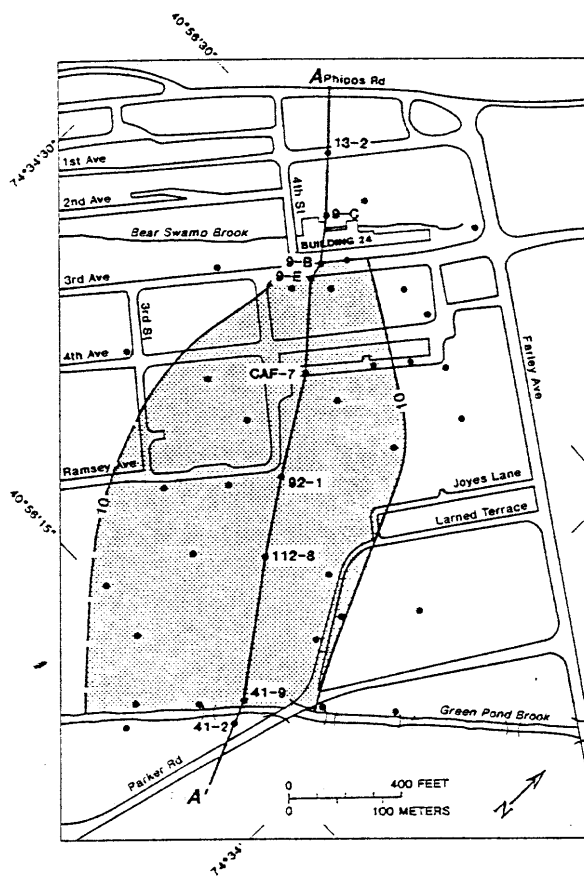 40°58'30"
A Phipps Rd
74°34'30"
13-2
1st Ave
2nd Ave
4th St
9-C
Bear Swamp Brook
BUILDING 24
9-B
3rd Ave
9-E
3rd St
4th Ave
CAF-7
Farley Ave
10
Ramsey Ave
92-1
Joyes Lane
10
Larned Terrace
40°58'15"
112-8
41-9
Green Pond Brook
41-2
Parker Rd
0 400 FEET
0 100 METERS
A'
N
74°34'